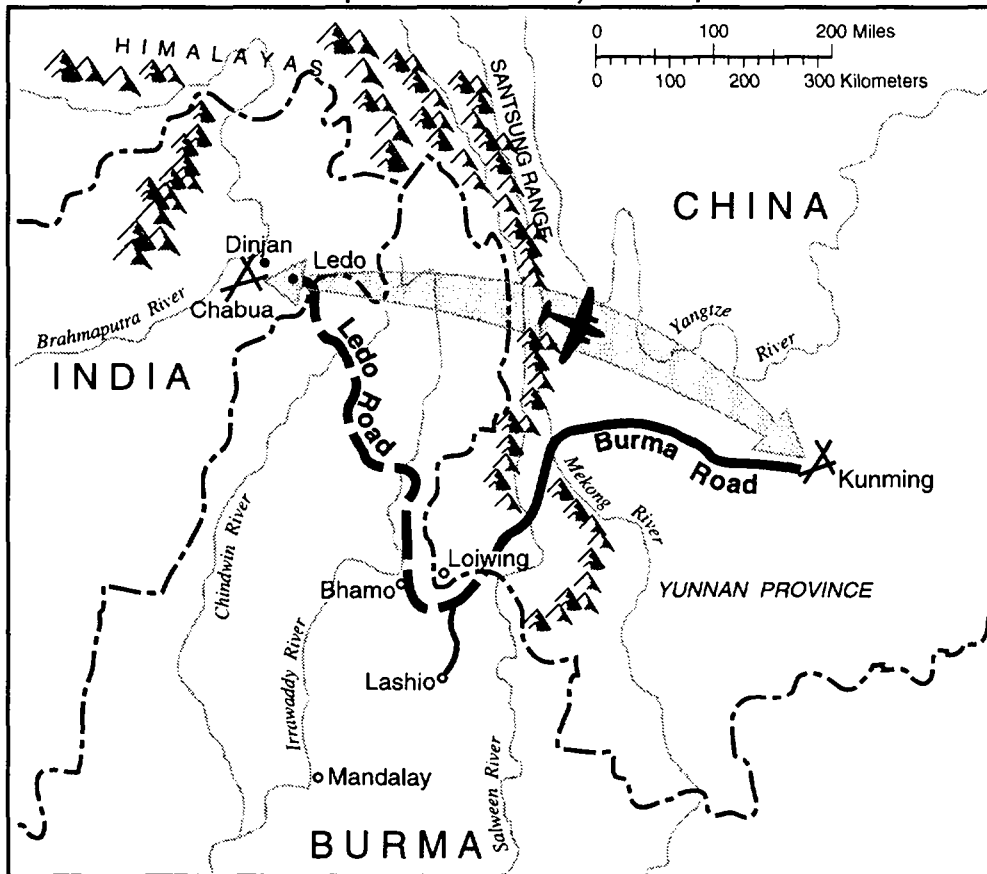 HIMALAYAS
0 100 200 Miles
0 100 200 300 Kilometers
SANTSUNG RANGE
CHINA
Dinjan
Ledo
Chabua
Brahmaputra River
INDIA
Ledo Road
Yangtze River
Burma Road
Kunming
Mekong River
Chindwin River
Loiwing
Bhamo
YUNNAN PROVINCE
Irrawaddy River
Lashio
Salween River
Mandalay
BURMA